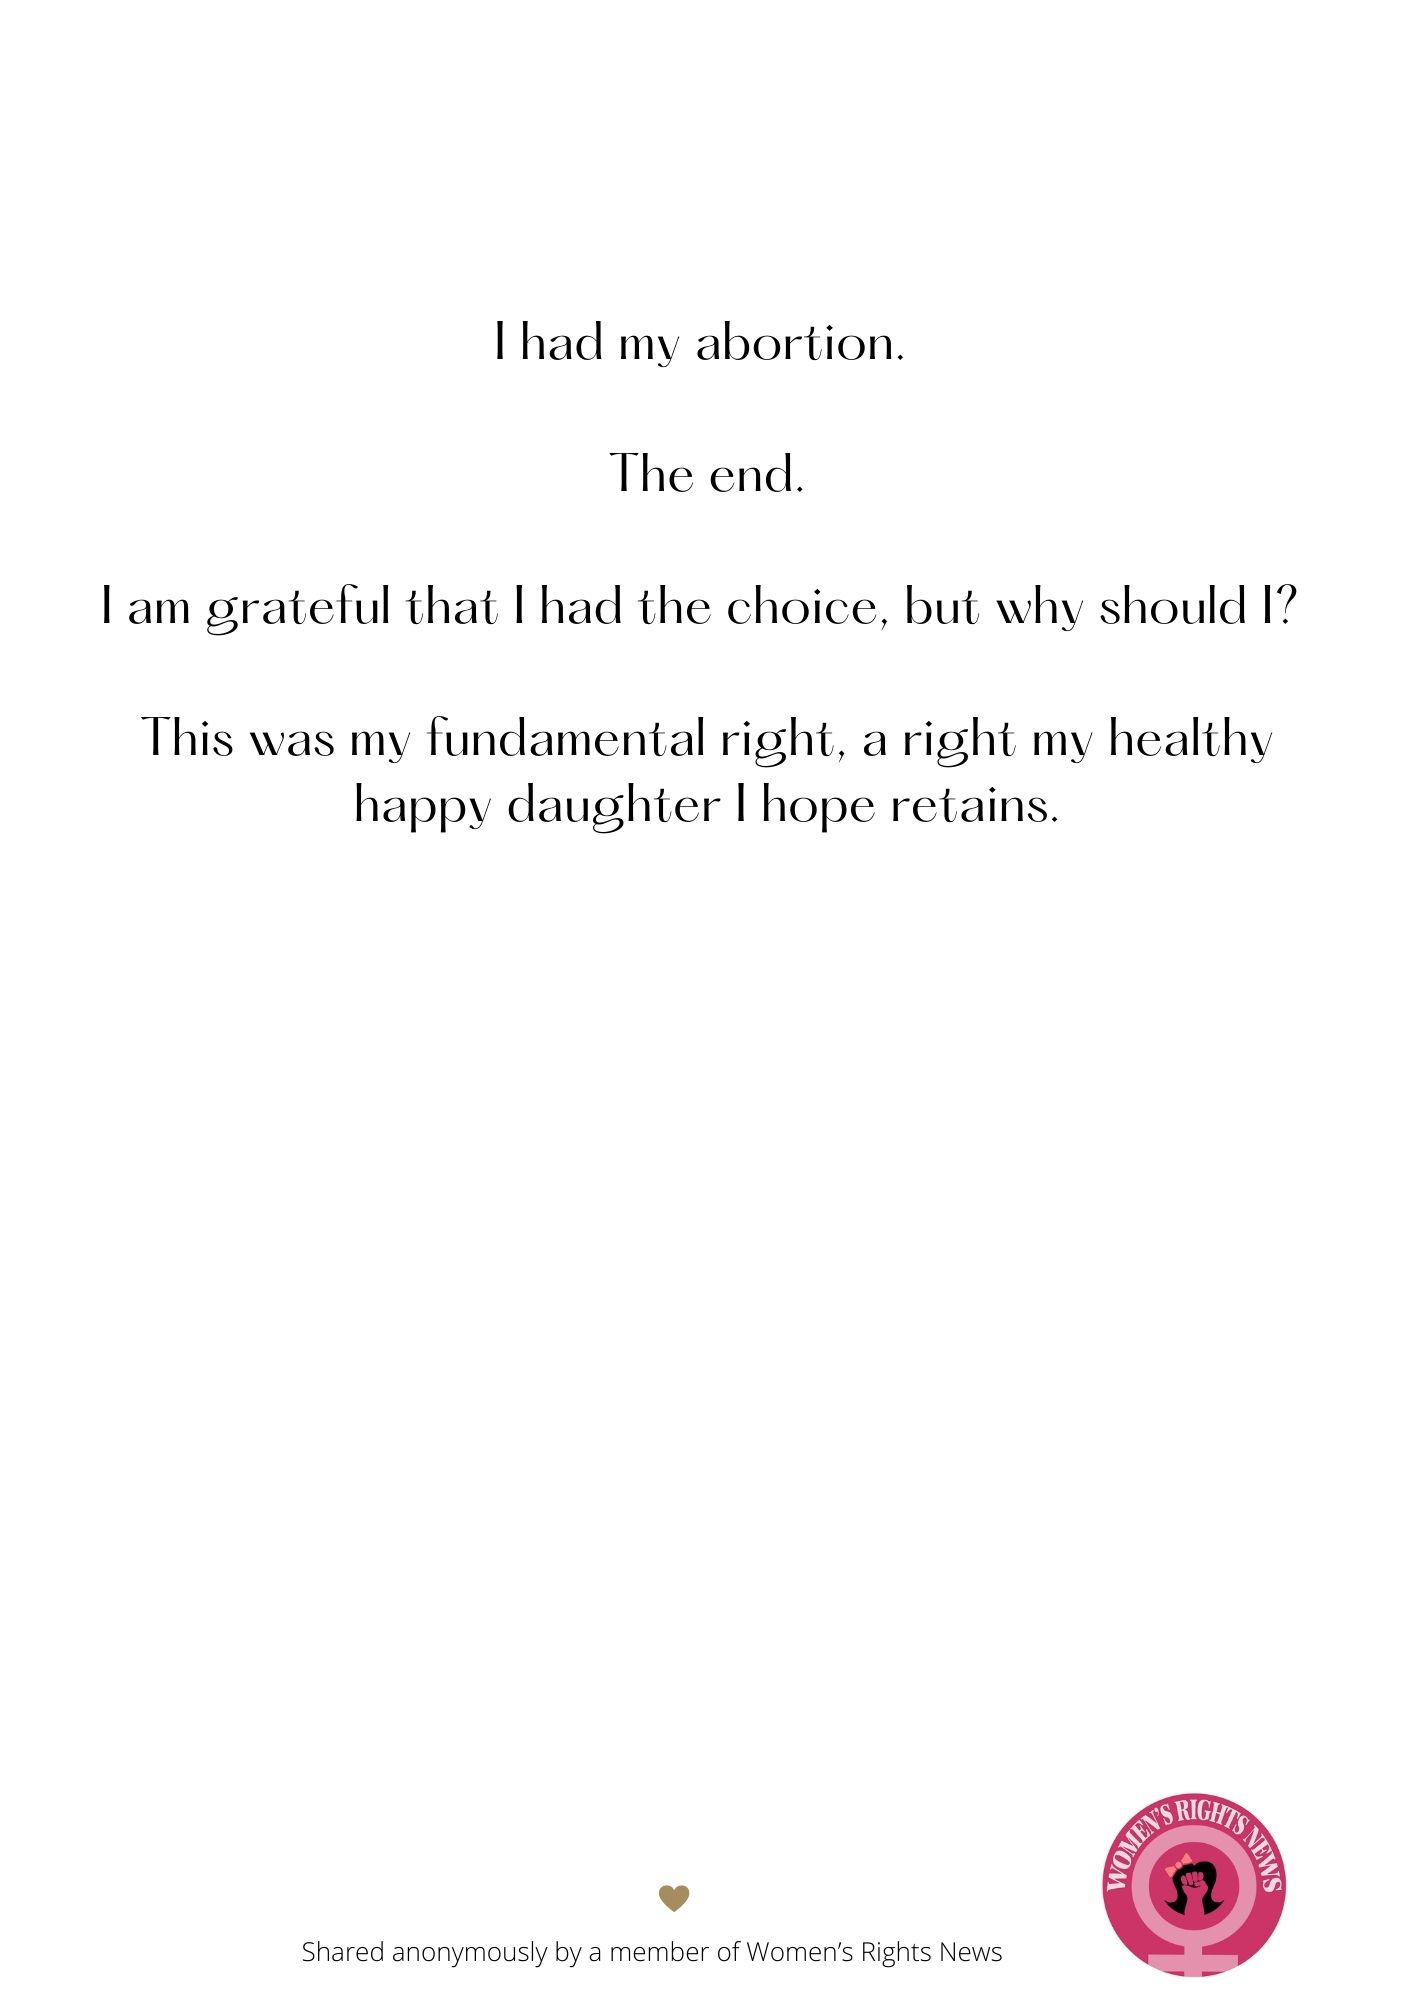 I had my abortion.
The end.
I am grateful that I had the choice, but why should I?
This was my fundamental right, a right my healthy
happy daughter I hope retains.
WOMEN'S RIGHTS NEWS
Shared anonymously by a member of Women’s Rights News